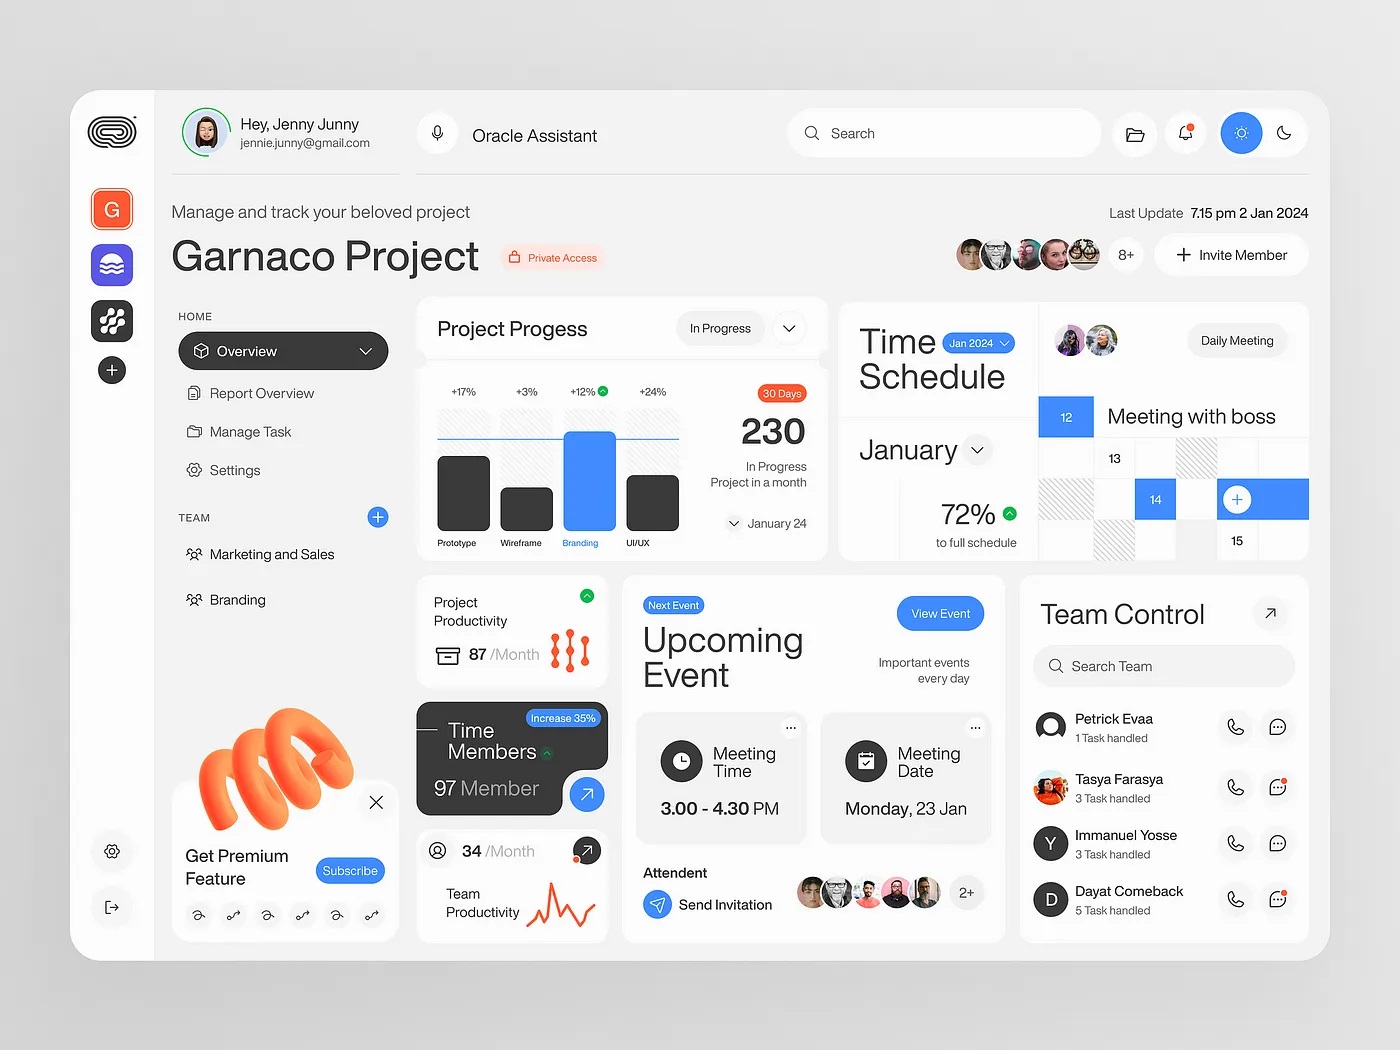 Hey, Jenny Junny
jennie.junny@gmail.com
Oracle Assistant
Search
G
Manage and track your beloved project
Garnaco Project
Private Access
Last Update 7.15 pm 2 Jan 2024
8+
Invite Member
HOME
Overview
Report Overview
Manage Task
Settings
TEAM
Marketing and Sales
Branding
Get Premium
Feature
Subscribe
Project Progess
In Progress
+17%
+3%
+12%
+24%
Prototype
Wireframe
Branding
UI/UX
30 Days
230
In Progress
Project in a month
January 24
Time
Jan 2024
Schedule
January
72%
to full schedule
Daily Meeting
12
Meeting with boss
13
14
15
Project
Productivity
87 /Month
Increase 35%
Time
Members
97 Member
34 /Month
Team
Productivity
Next Event
Upcoming
Event
View Event
Important events
every day
Meeting
Time
3.00 - 4.30 PM
Meeting
Date
Monday, 23 Jan
Attendent
Send Invitation
2+
Team Control
Search Team
Petrick Evaa
1 Task handled
Tasya Farasya
3 Task handled
Y
Immanuel Yosse
3 Task handled
D
Dayat Comeback
5 Task handled